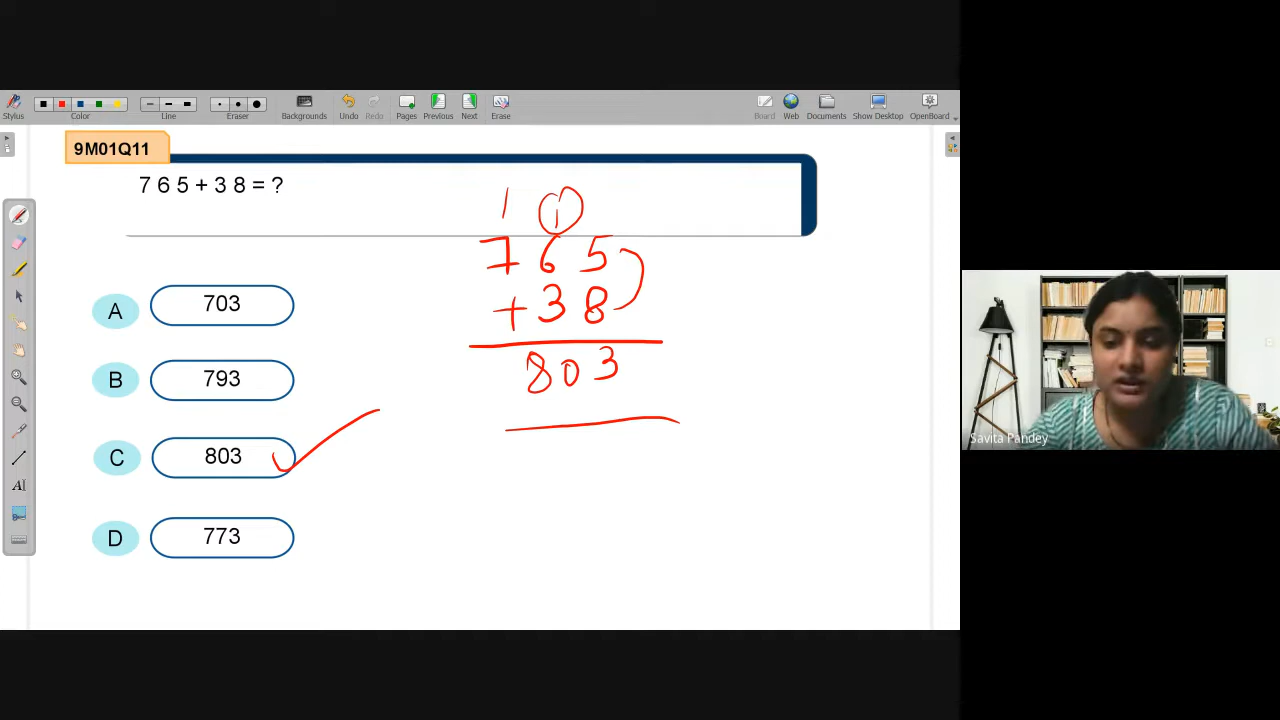 Stylus Color Line Eraser Backgrounds Undo Redo Pages Previous Next Erase Board Web Documents Show Desktop OpenBoard
9M01Q11
7 6 5 + 3 8 = ?
1 1
7 6 5
+ 3 8
8 0 3
A 703
B 793
C 803
D 773
AI
Savita Pandey